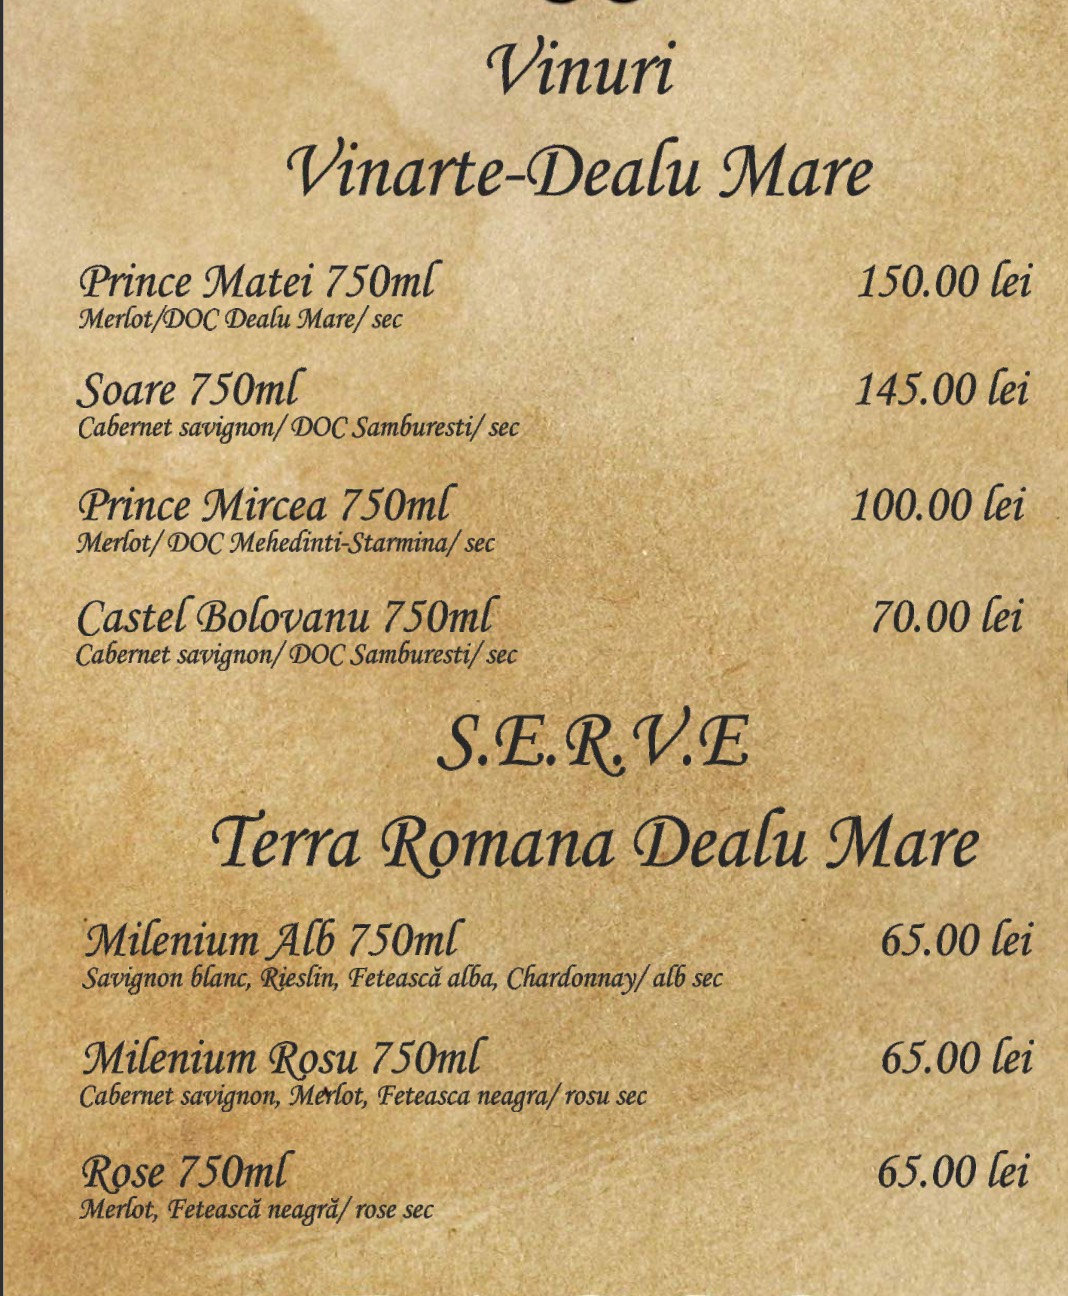 Vinuri
Vinarte-Dealu Mare
Prince Matei 750ml 150.00 lei
Merlot/DOC Dealu Mare/ sec
Soare 750ml 145.00 lei
Cabernet savignon/ DOC Samburesti/ sec
Prince Mircea 750ml 100.00 lei
Merlot/ DOC Mehedinti-Starmina/ sec
Castel Bolovanu 750ml 70.00 lei
Cabernet savignon/ DOC Samburesti/ sec
S.E.R.V.E
Terra Romana Dealu Mare
Milenium Alb 750ml 65.00 lei
Savignon blanc, Rieslin, Fetească alba, Chardonnay/ alb sec
Milenium Rosu 750ml 65.00 lei
Cabernet savignon, Merlot, Feteasca neagra/ rosu sec
Rose 750ml 65.00 lei
Merlot, Fetească neagră/ rose sec